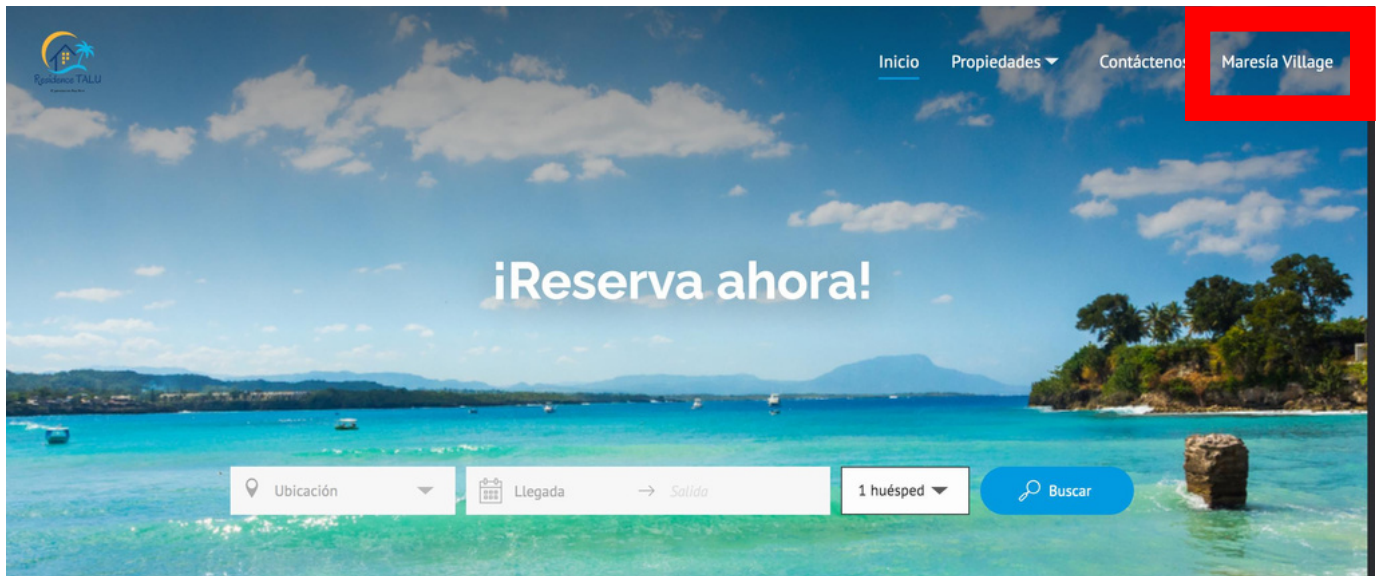 Residence TALU
Inicio Propiedades Contáctenos Maresía Village
¡Reserva ahora!
Ubicación Llegada → Salida 1 huésped Buscar